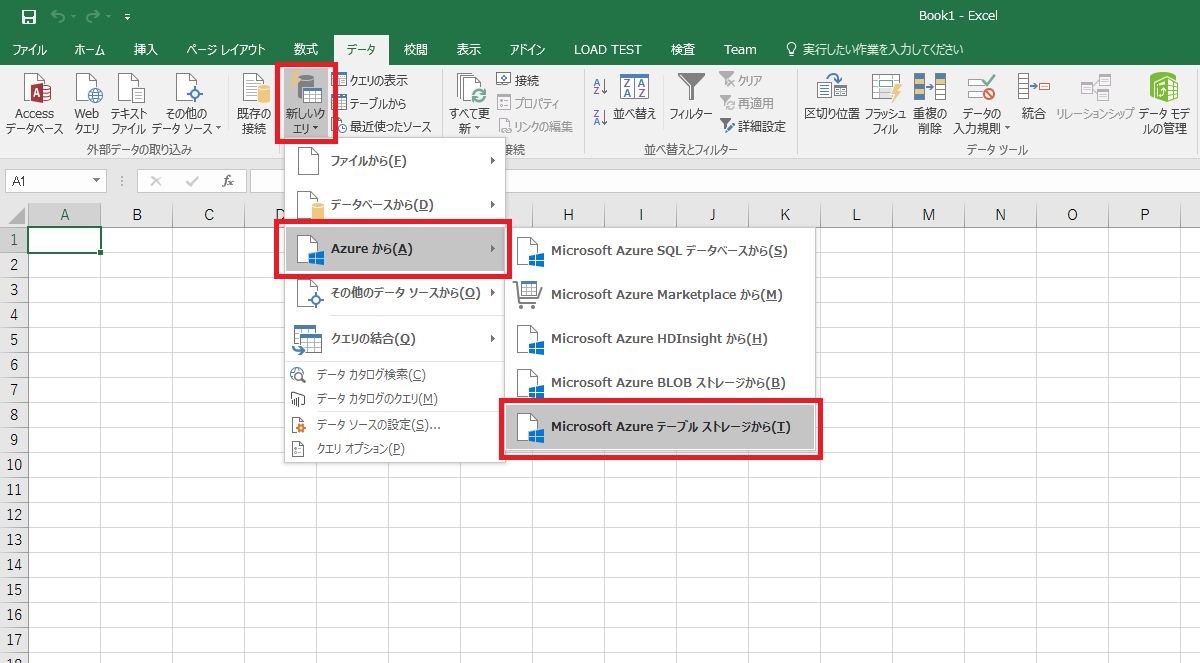 Book1 - Excel
ファイル ホーム 挿入 ページ レイアウト 数式 データ 校閲 表示 アドイン LOAD TEST 検査 Team 実行したい作業を入力してください
Access
データベース
Web
クエリ
テキスト
ファイル
その他の
データ ソース
既存の
接続
外部データの取り込み
新しいク
エリ
クエリの表示
テーブルから
最近使ったソース
すべて更
新
接続
プロパティ
リンクの編集
接続
A
Z
Z
A
Z A
A Z
並べ替え
フィルター
クリア
再適用
詳細設定
並べ替えとフィルター
区切り位置
フラッシュ
フィル
重複の
削除
データの
入力規則
統合
リレーションシップ
データ モデ
ルの管理
データ ツール
A1
fx
A B C D H I J K L M N O P
1
2
3
4
5
6
7
8
9
10
11
12
13
14
15
16
17
18
ファイルから(F)
データベースから(D)
Azure から(A)
その他のデータ ソースから(O)
クエリの結合(Q)
データ カタログ検索(C)
データ カタログのクエリ(M)
データ ソースの設定(S)...
クエリ オプション(P)
Microsoft Azure SQL データベースから(S)
Microsoft Azure Marketplace から(M)
Microsoft Azure HDInsight から(H)
Microsoft Azure BLOB ストレージから(B)
Microsoft Azure テーブル ストレージから(T)